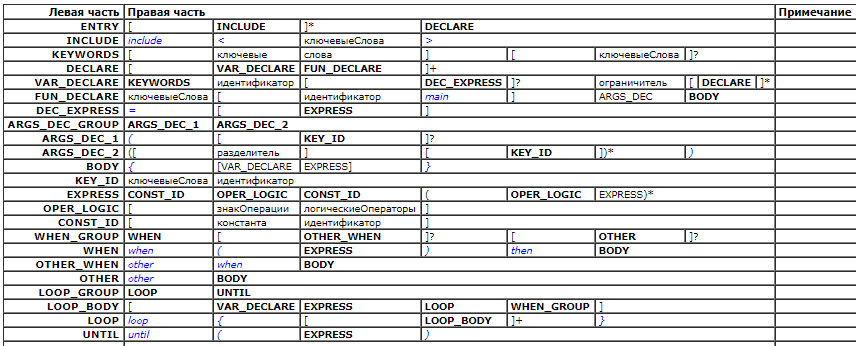 Левая часть Правая часть Примечание
ENTRY [ INCLUDE ]* DECLARE
INCLUDE include < ключевыеСлова >
KEYWORDS [ ключевые слова ] [ ключевыеСлова ]?
DECLARE [ VAR_DECLARE FUN_DECLARE ]+
VAR_DECLARE KEYWORDS идентификатор [ DEC_EXPRESS ]? ограничитель [ DECLARE ]*
FUN_DECLARE ключевыеСлова [ идентификатор main ] ARGS_DEC BODY
DEC_EXPRESS = [ EXPRESS ]
ARGS_DEC_GROUP ARGS_DEC_1 ARGS_DEC_2
ARGS_DEC_1 ( [ KEY_ID ]?
ARGS_DEC_2 ([ разделитель ] [ KEY_ID ])* )
BODY { [VAR_DECLARE EXPRESS] }
KEY_ID ключевыеСлова идентификатор
EXPRESS CONST_ID OPER_LOGIC CONST_ID ( OPER_LOGIC EXPRESS)*
OPER_LOGIC [ знакОперации логическиеОператоры ]
CONST_ID [ константа идентификатор ]
WHEN_GROUP WHEN [ OTHER_WHEN ]? [ OTHER ]?
WHEN when ( EXPRESS ) then BODY
OTHER_WHEN other when BODY
OTHER other BODY
LOOP_GROUP LOOP UNTIL
LOOP_BODY [ VAR_DECLARE EXPRESS LOOP WHEN_GROUP ]
LOOP loop { [ LOOP_BODY ]+ }
UNTIL until ( EXPRESS )